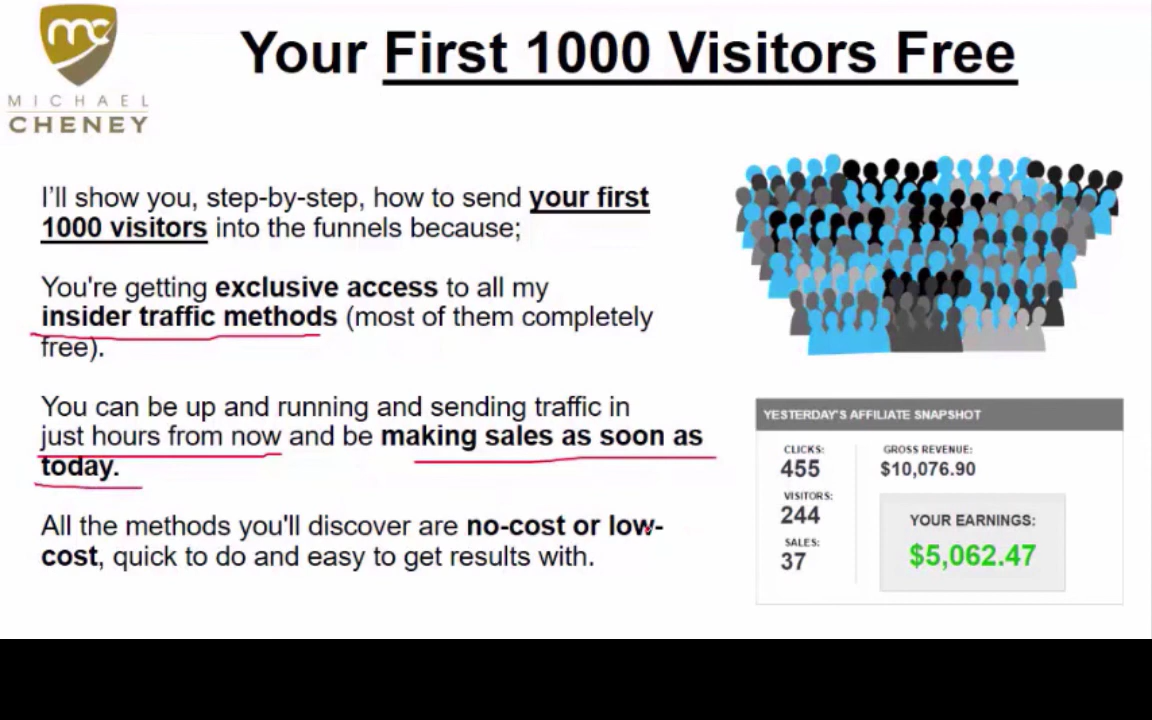 mc
MICHAEL
CHENEY
Your First 1000 Visitors Free
I'll show you, step-by-step, how to send your first
1000 visitors into the funnels because;
You're getting exclusive access to all my
insider traffic methods (most of them completely
free).
You can be up and running and sending traffic in
just hours from now and be making sales as soon as
today.
All the methods you'll discover are no-cost or low-
cost, quick to do and easy to get results with.
YESTERDAY'S AFFILIATE SNAPSHOT
CLICKS:
455
VISITORS:
244
SALES:
37
GROSS REVENUE:
$10,076.90
YOUR EARNINGS:
$5,062.47